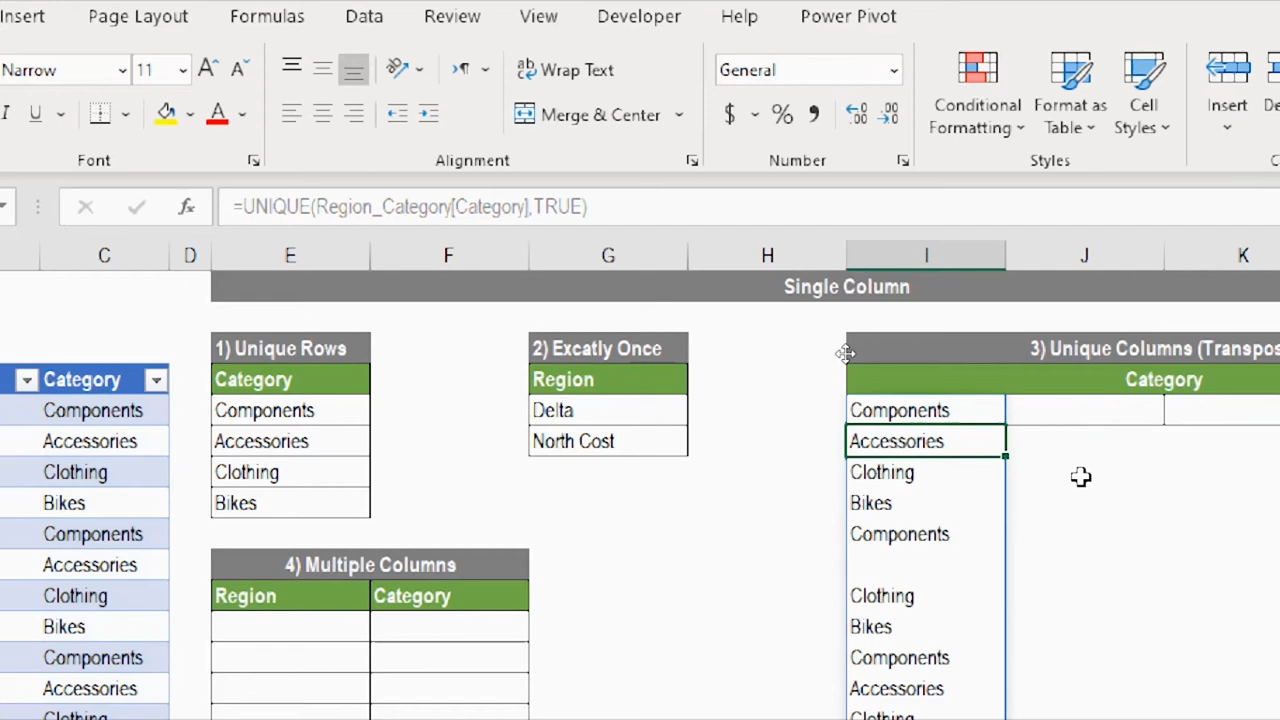 Insert Page Layout Formulas Data Review View Developer Help Power Pivot
Narrow 11 Wrap Text General
U A Merge & Center $ % Conditional Formatting Format as Table Cell Styles Insert
Font Alignment Number Styles
fx =UNIQUE(Region_Category[Category],TRUE)
C D E F G H I J K
Single Column
1) Unique Rows 2) Excatly Once 3) Unique Columns (Transpos
Category Category Region Category
Components Components Delta Components
Accessories Accessories North Cost Accessories
Clothing Clothing Clothing
Bikes Bikes Bikes
Components Components
Accessories 4) Multiple Columns
Clothing Region Category Clothing
Bikes Bikes
Components Components
Accessories Accessories
Clothing Clothing